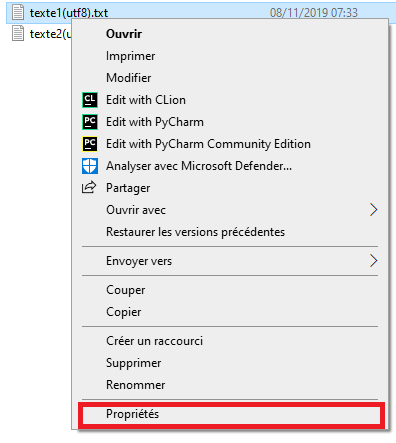 texte1(utf8).txt 08/11/2019 07:33
texte2(u
Ouvrir
Imprimer
Modifier
CL Edit with CLion
PC Edit with PyCharm
PC Edit with PyCharm Community Edition
Analyser avec Microsoft Defender...
Partager
Ouvrir avec
Restaurer les versions précédentes
Envoyer vers
Couper
Copier
Créer un raccourci
Supprimer
Renommer
Propriétés